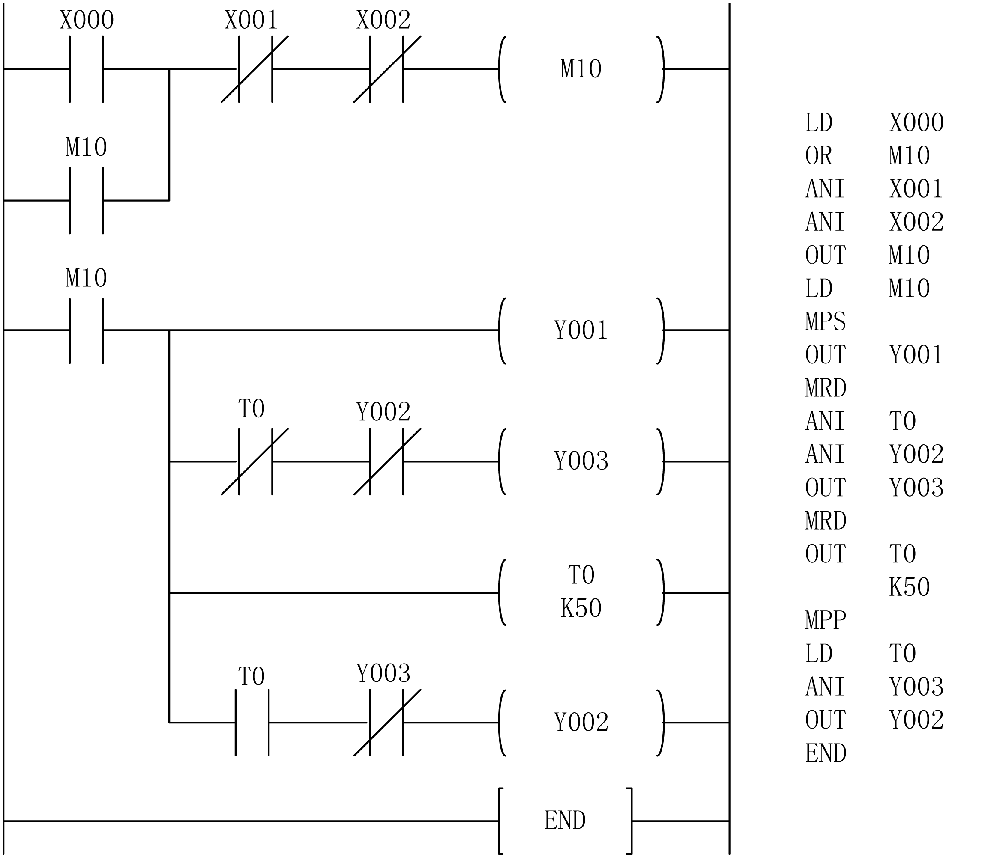 X000 X001 X002
M10
M10
M10
Y001
T0 Y002
Y003
T0
K50
T0 Y003
Y002
END
LD X000
OR M10
ANI X001
ANI X002
OUT M10
LD M10
MPS
OUT Y001
MRD
ANI T0
ANI Y002
OUT Y003
MRD
OUT T0
K50
MPP
LD T0
ANI Y003
OUT Y002
END